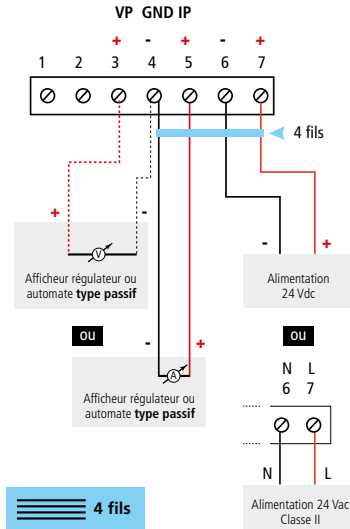 VP GND IP
+ - + - +
1 2 3 4 5 6 7
4 fils
+ -
V
- +
Afficheur régulateur ou
automate type passif
Alimentation
24 Vdc
ou
ou
- +
A
N L
6 7
Afficheur régulateur ou
automate type passif
N L
4 fils
Alimentation 24 Vac
Classe II